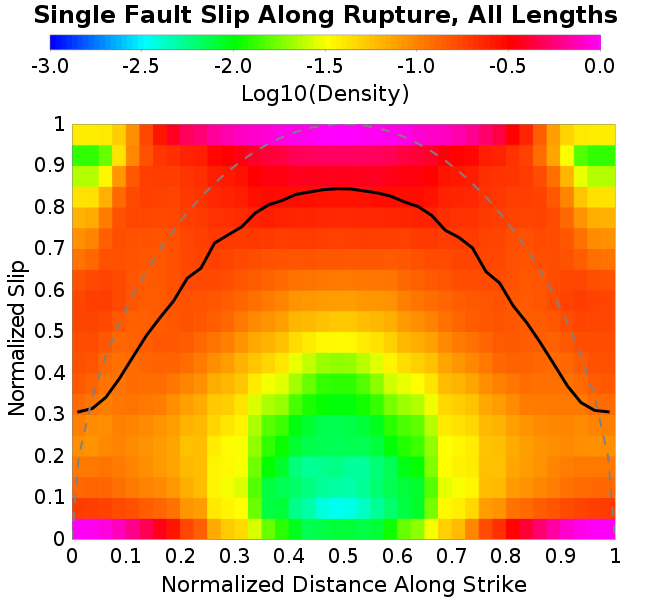 Single Fault Slip Along Rupture, All Lengths
-3.0 -2.5 -2.0 -1.5 -1.0 -0.5 0.0
Log10(Density)
1
0.9
0.8
0.7
0.6
0.5
0.4
0.3
0.2
0.1
0
Normalized Slip
0 0.1 0.2 0.3 0.4 0.5 0.6 0.7 0.8 0.9 1
Normalized Distance Along Strike